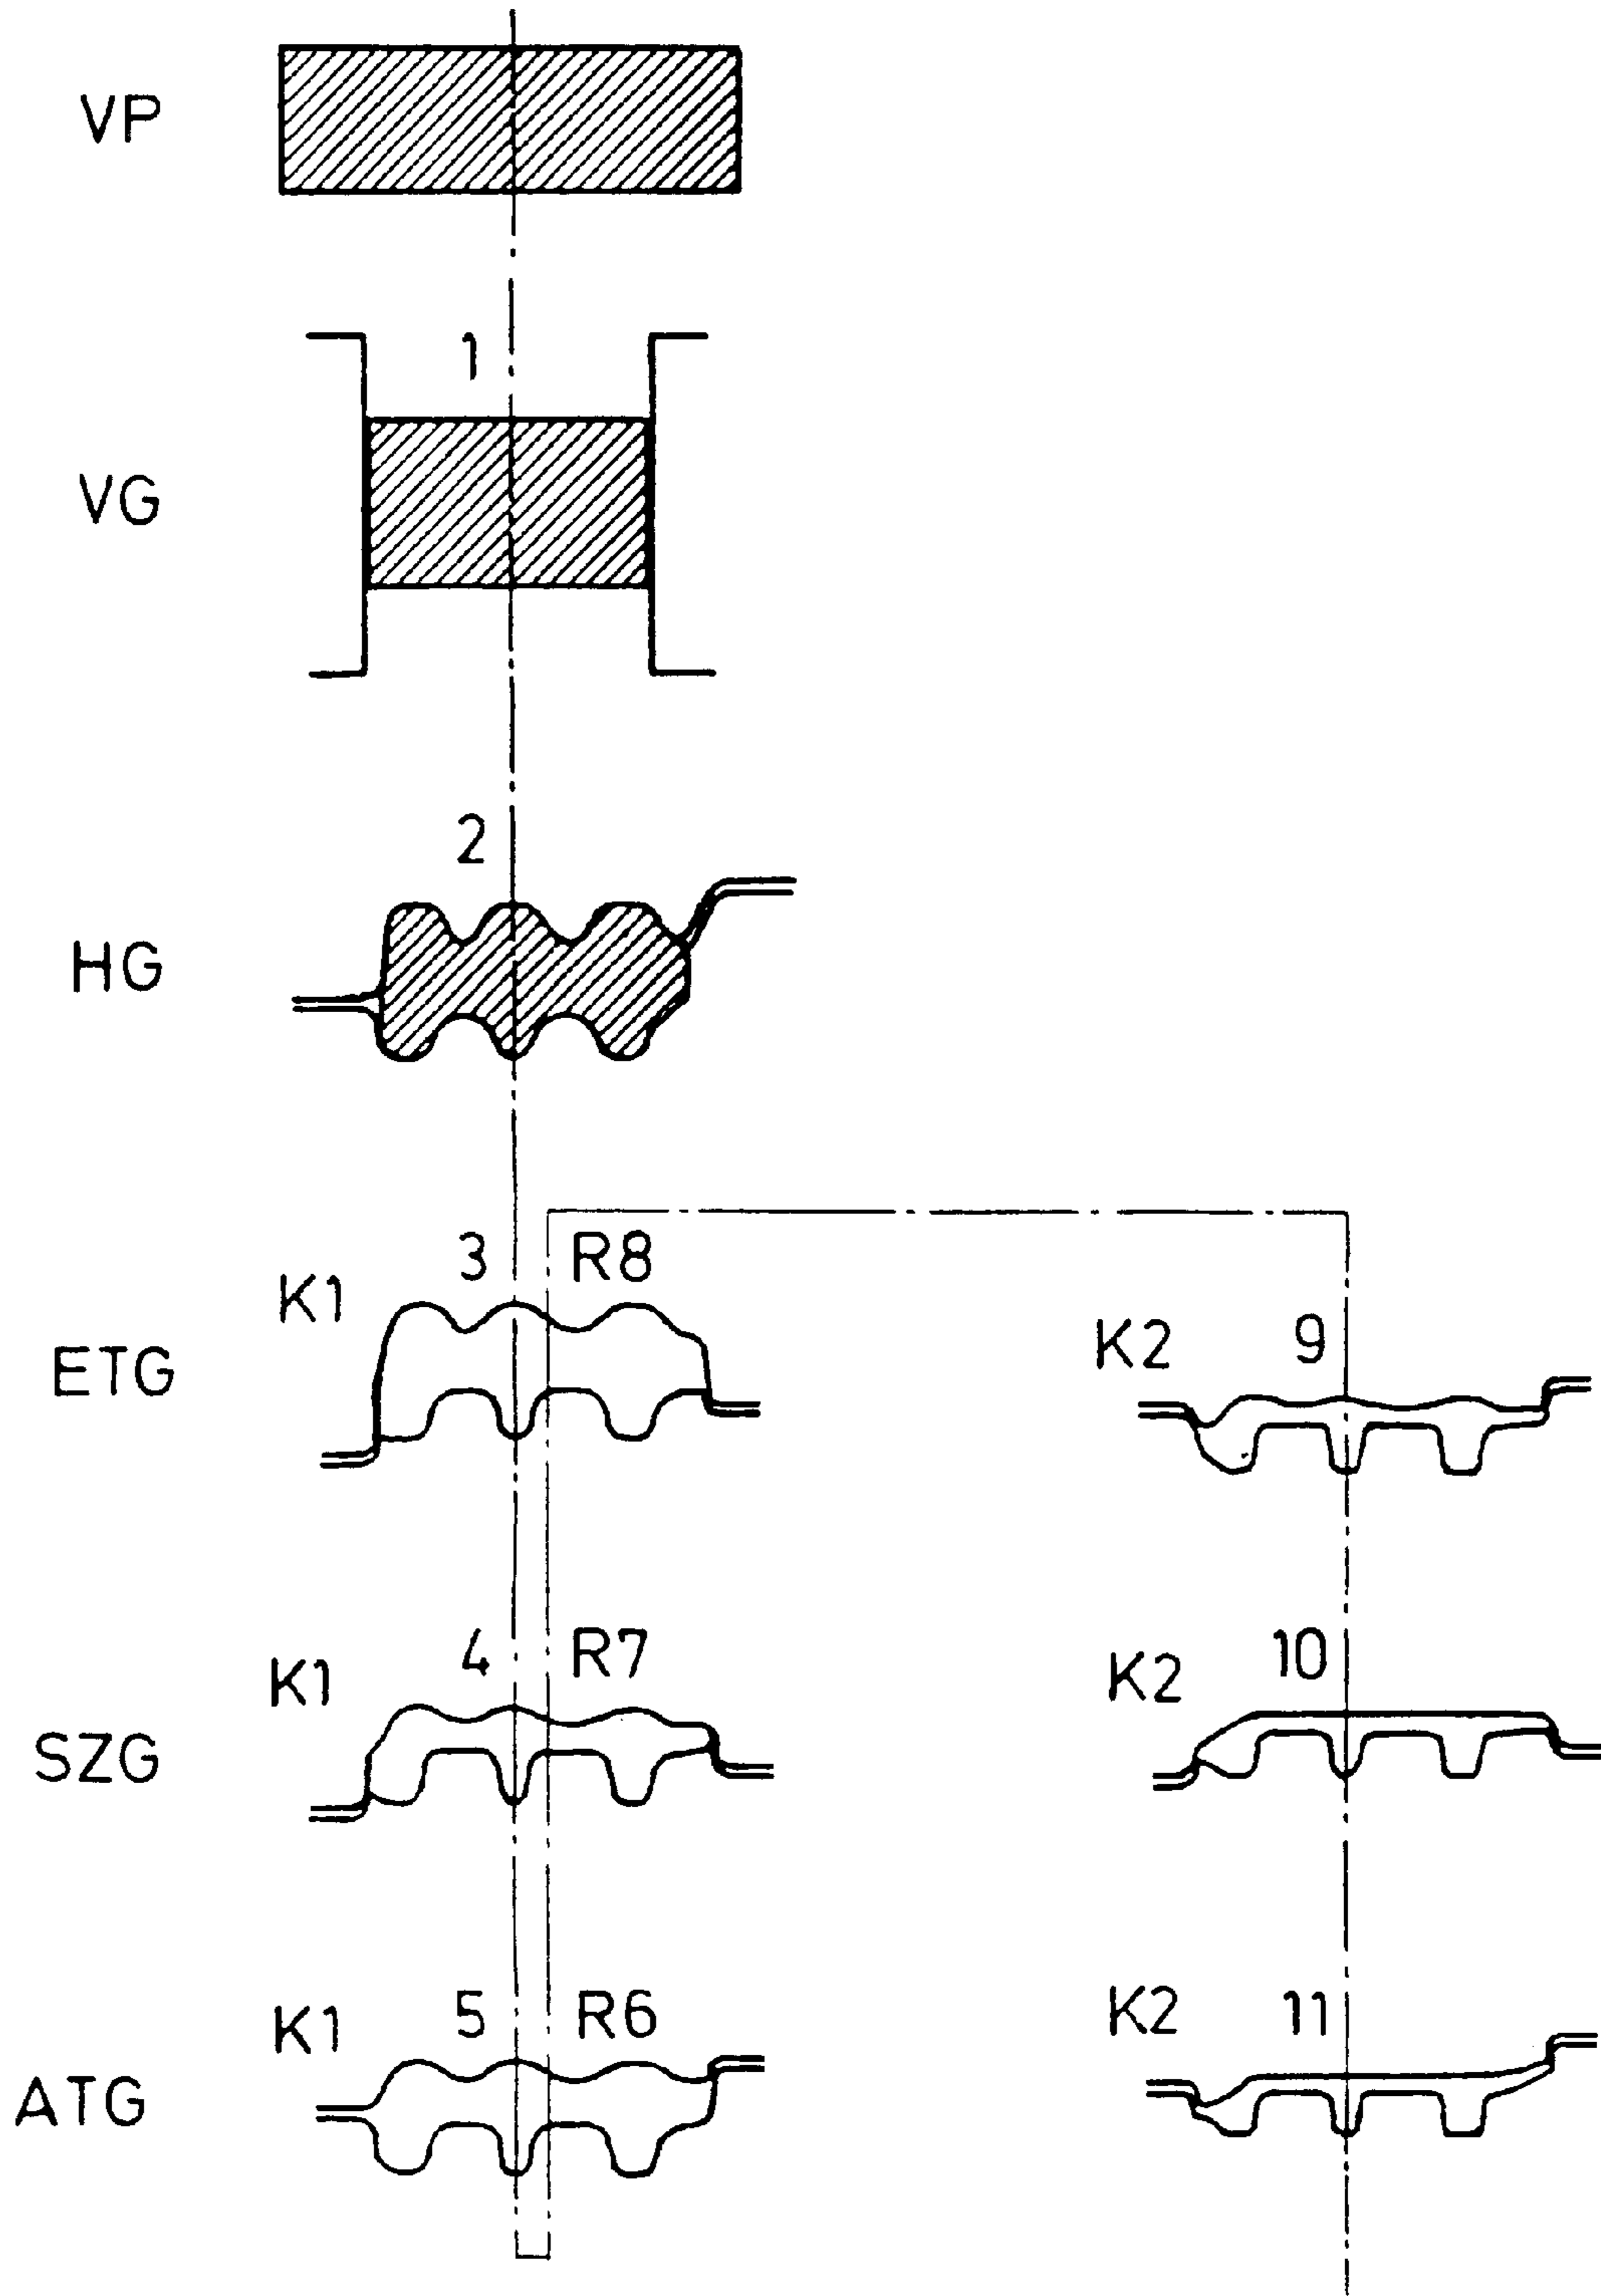 VP
1
VG
2
HG
3 R8
K1
K2 9
ETG
4 R7
K1
K2 10
SZG
5 R6
K1
K2 11
ATG